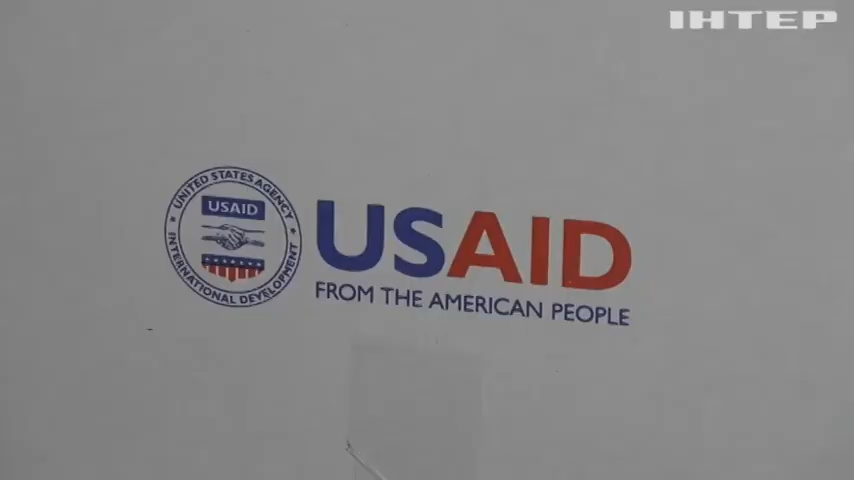 ІНТЕР
UNITED STATES AGENCY
USAID
INTERNATIONAL DEVELOPMENT
USAID
FROM THE AMERICAN PEOPLE